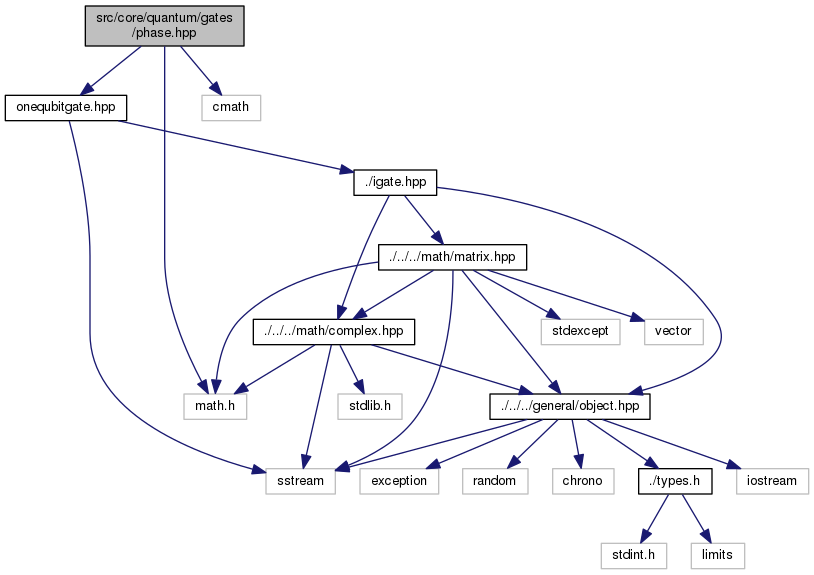 src/core/quantum/gates
/phase.hpp
onequbitgate.hpp
cmath
./igate.hpp
./../../math/matrix.hpp
./../../math/complex.hpp
stdexcept
vector
math.h
stdlib.h
./../../general/object.hpp
sstream
exception
random
chrono
./types.h
iostream
stdint.h
limits